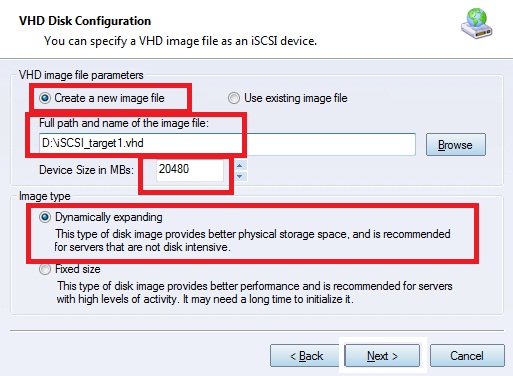 VHD Disk Configuration
You can specify a VHD image file as an iSCSI device.
VHD image file parameters
Create a new image file
Use existing image file
Full path and name of the image file:
D:\iSCSI_target1.vhd
Browse
Device Size in MBs:
20480
Image type
Dynamically expanding
This type of disk image provides better physical storage space, and is recommended
for servers that are not disk intensive.
Fixed size
This type of disk image provides better performance and is recommended for servers
with high levels of activity. It may need a long time to initialize it.
< Back
Next >
Cancel